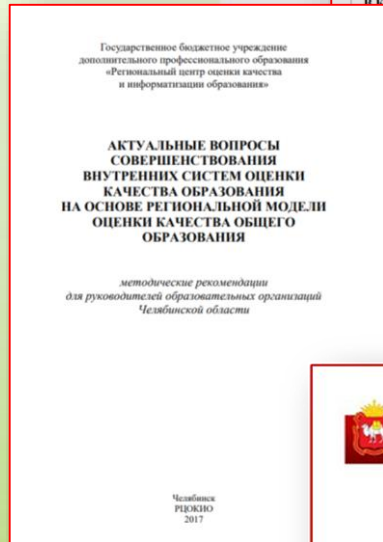 Государственное бюджетное учреждение
дополнительного профессионального образования
«Региональный центр оценки качества
и информатизации образования»
АКТУАЛЬНЫЕ ВОПРОСЫ
СОВЕРШЕНСТВОВАНИЯ
ВНУТРЕННИХ СИСТЕМ ОЦЕНКИ
КАЧЕСТВА ОБРАЗОВАНИЯ
НА ОСНОВЕ РЕГИОНАЛЬНОЙ МОДЕЛИ
ОЦЕНКИ КАЧЕСТВА ОБЩЕГО
ОБРАЗОВАНИЯ
методические рекомендации
для руководителей образовательных организаций
Челябинской области
Челябинск
РЦОКИО
2017